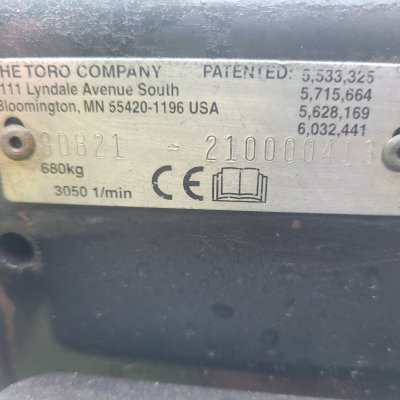 HE TORO COMPANY PATENTED: 5,533,325
111 Lyndale Avenue South 5,715,664
Bloomington, MN 55420-1196 USA 5,628,169
6,032,441
30821 - 210000413
680kg
3050 1/min CE